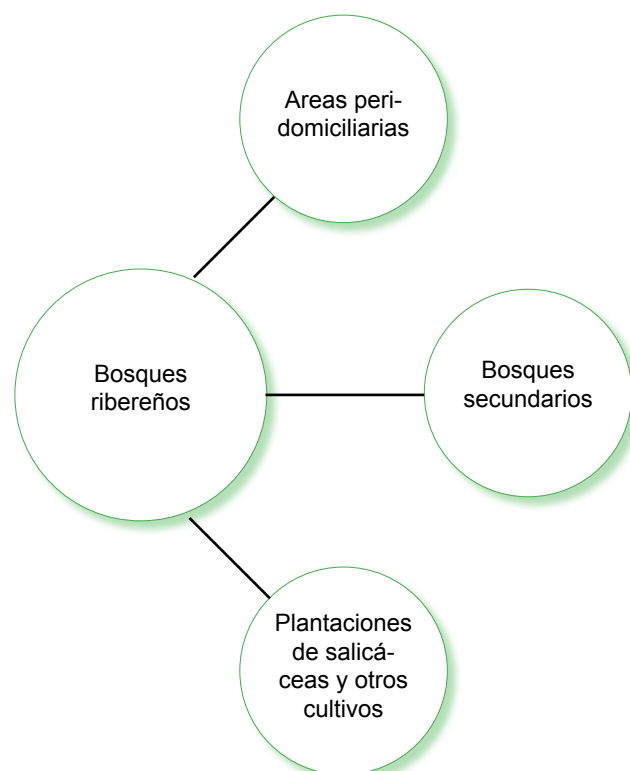 Areas peri-
domiciliarias
Bosques
ribereños
Bosques
secundarios
Plantaciones
de salicá-
ceas y otros
cultivos